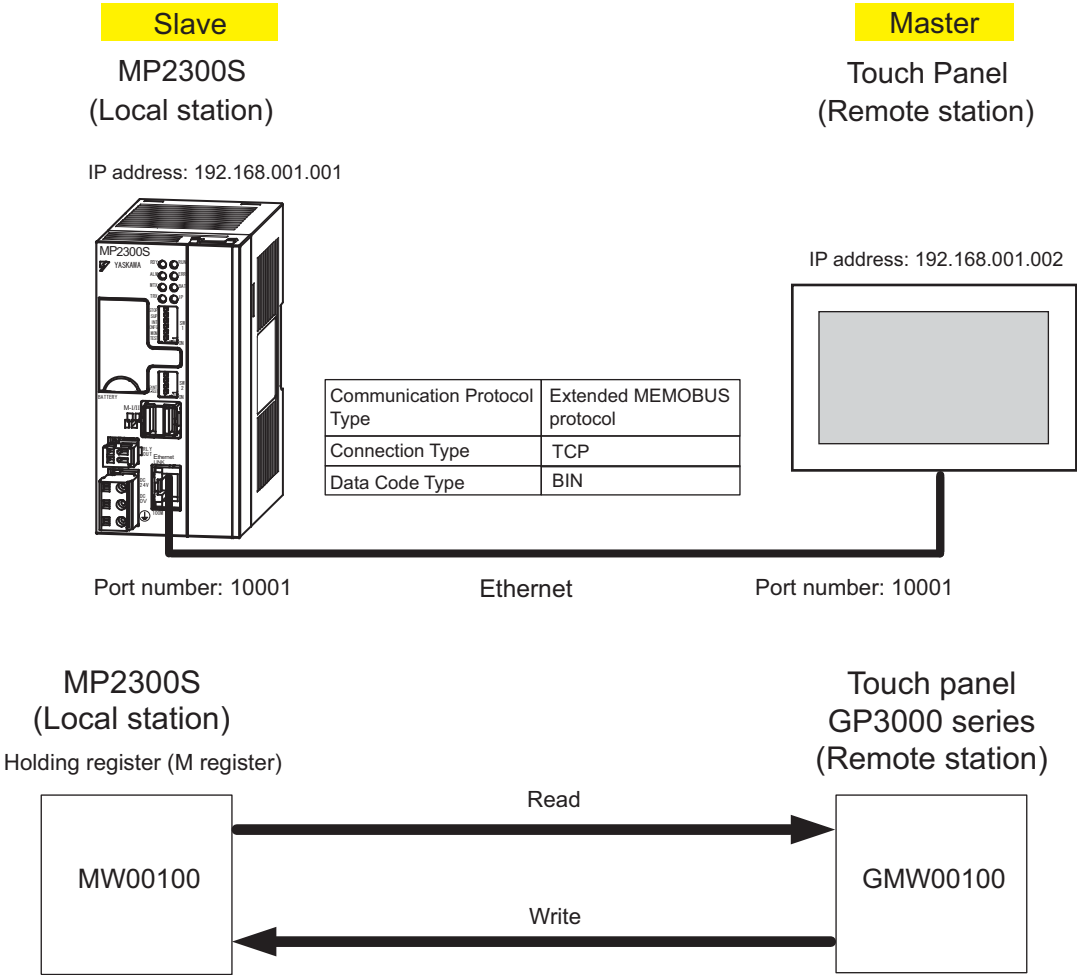 Slave
Master
MP2300S
(Local station)
Touch Panel
(Remote station)
IP address: 192.168.001.001
IP address: 192.168.001.002
MP2300S
YASKAWA
BATTERY
Ethernet
LINK
100M
Communication Protocol Type
Extended MEMOBUS protocol
Connection Type
TCP
Data Code Type
BIN
Port number: 10001
Ethernet
Port number: 10001
MP2300S
(Local station)
Holding register (M register)
Touch panel
GP3000 series
(Remote station)
Read
MW00100
GMW00100
Write